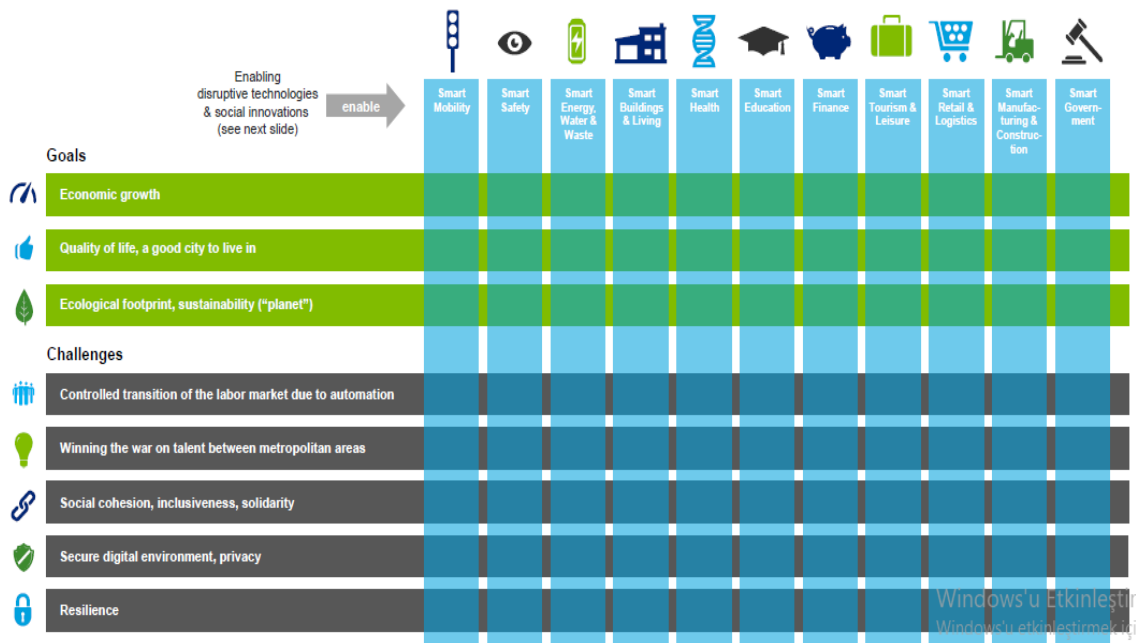 Enabling
disruptive technologies
& social innovations
(see next slide)
enable
Smart
Mobility
Smart
Safety
Smart
Energy,
Water &
Waste
Smart
Buildings
& Living
Smart
Health
Smart
Education
Smart
Finance
Smart
Tourism &
Leisure
Smart
Retail &
Logistics
Smart
Manufac-
turing &
Construc-
tion
Smart
Govern-
ment
Goals
Economic growth
Quality of life, a good city to live in
Ecological footprint, sustainability (“planet”)
Challenges
Controlled transition of the labor market due to automation
Winning the war on talent between metropolitan areas
Social cohesion, inclusiveness, solidarity
Secure digital environment, privacy
Resilience
Windows'u Etkinleştir
Windows'u etkinleştirmek içi